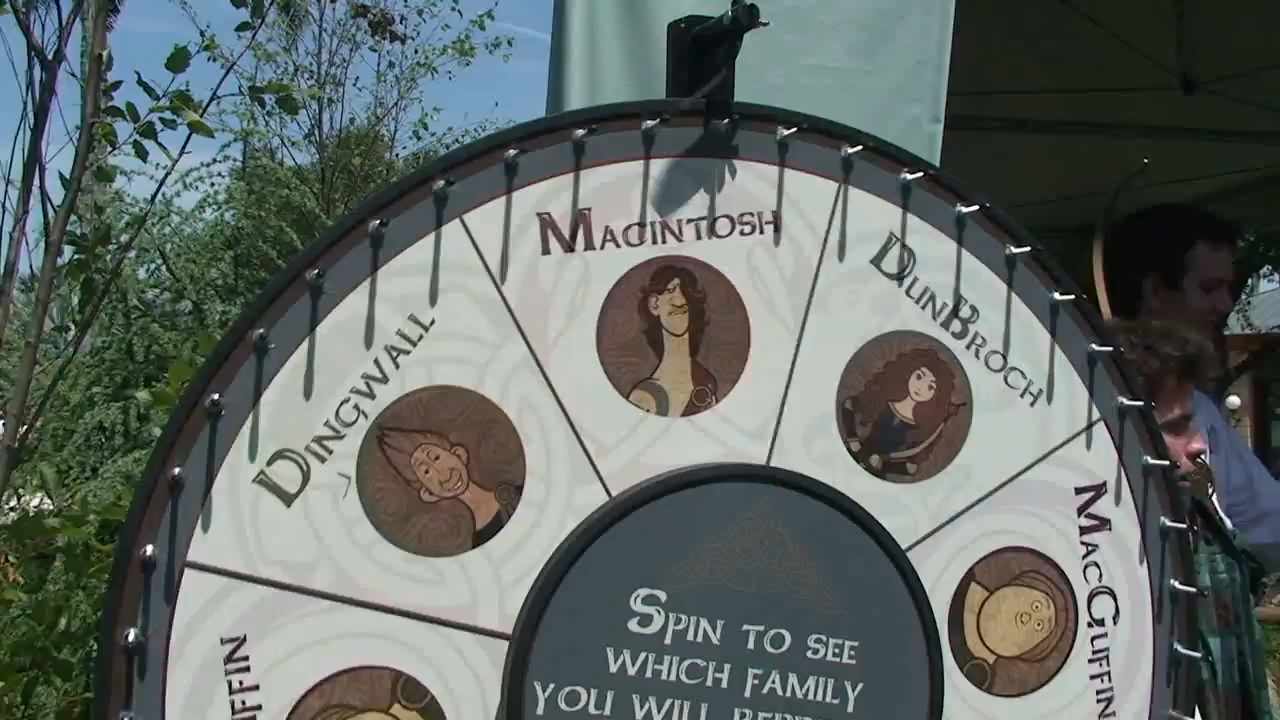 Macintosh
DunBroch
Dingwall
MacGuffin
Spin to see
which family
you will